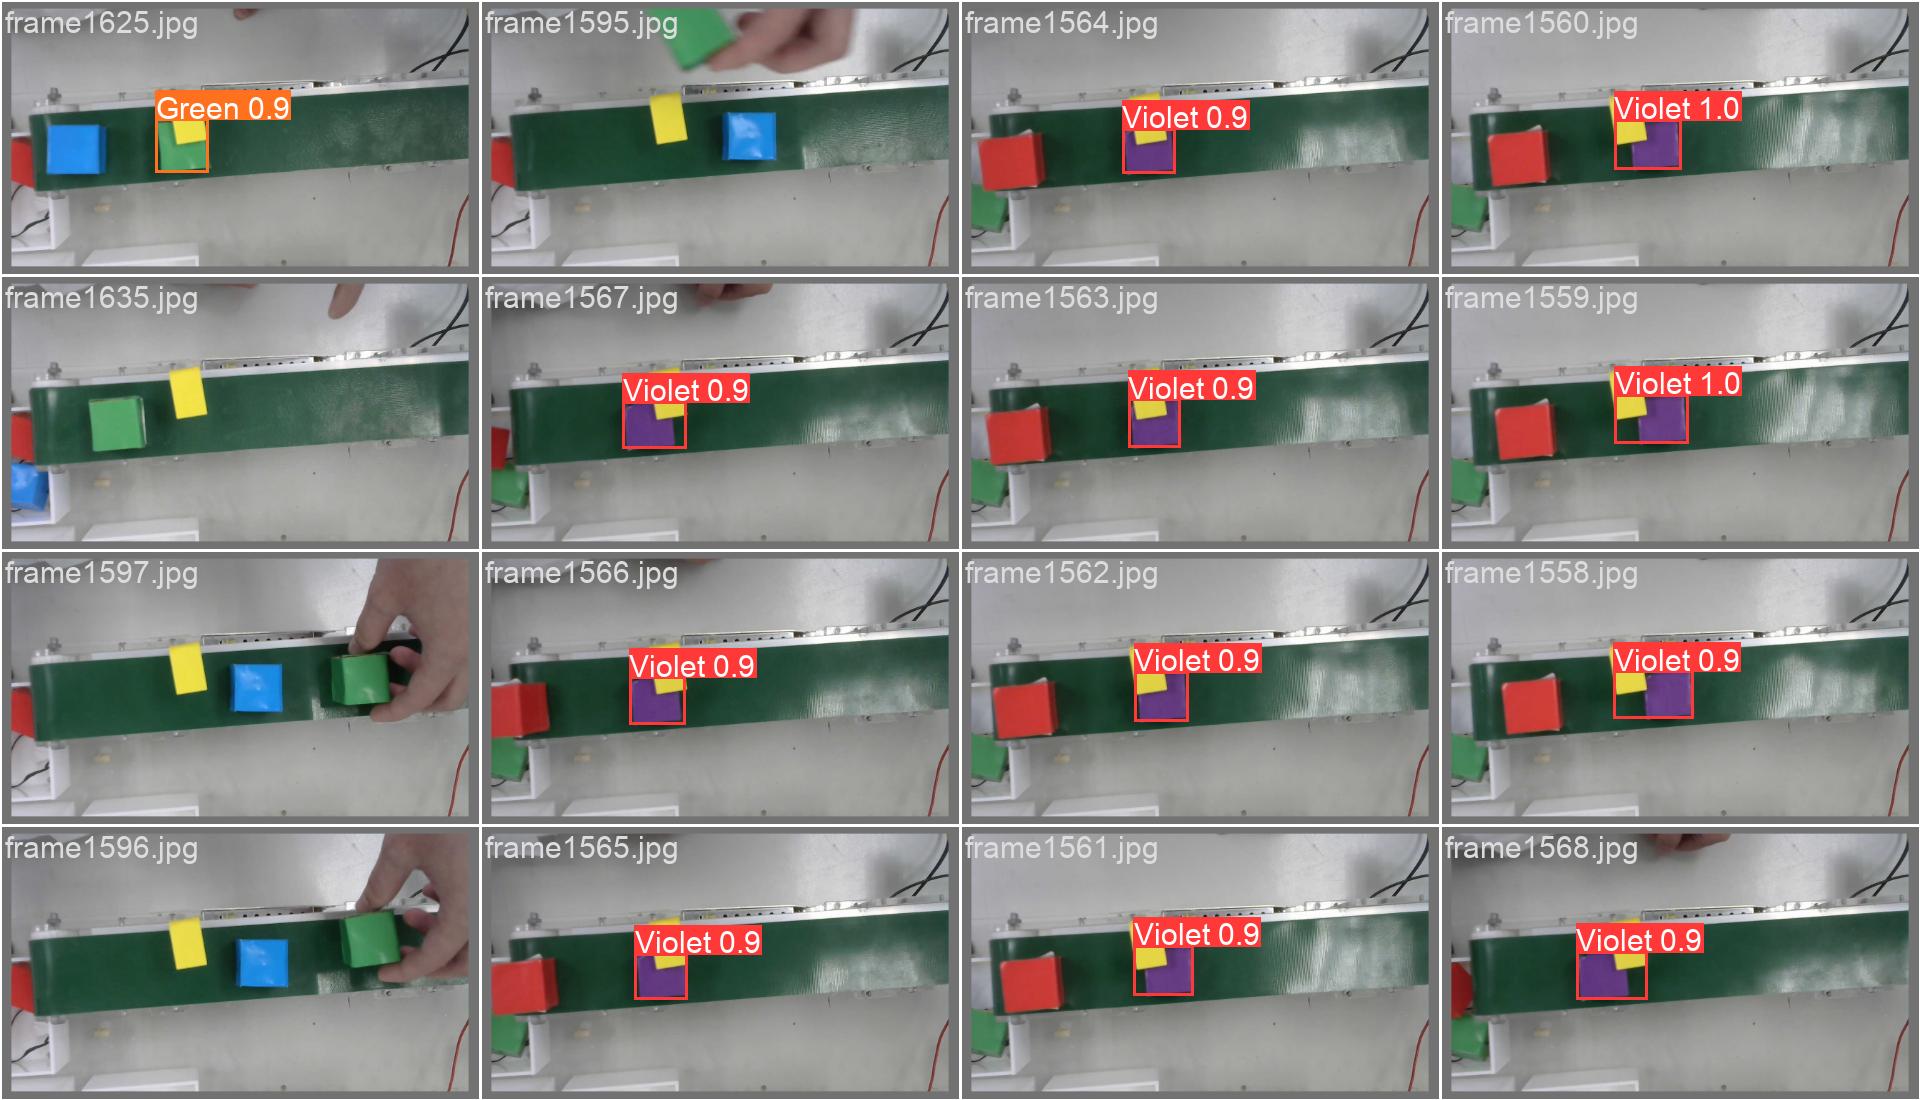 frame1625.jpg
Green 0.9
frame1595.jpg
frame1564.jpg
Violet 0.9
frame1560.jpg
Violet 1.0
frame1635.jpg
frame1567.jpg
Violet 0.9
frame1563.jpg
Violet 0.9
frame1559.jpg
Violet 1.0
frame1597.jpg
frame1566.jpg
Violet 0.9
frame1562.jpg
Violet 0.9
frame1558.jpg
Violet 0.9
frame1596.jpg
frame1565.jpg
Violet 0.9
frame1561.jpg
Violet 0.9
frame1568.jpg
Violet 0.9